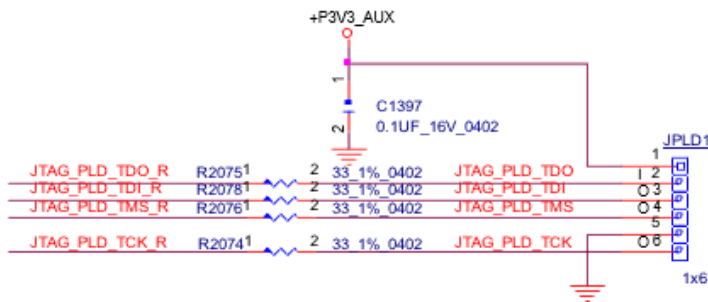 +P3V3_AUX
1
C1397
2
0.1UF_16V_0402
JPLD1
1
JTAG_PLD_TDO_R R2075 1 2 33_1%_0402 JTAG_PLD_TDO I 2
JTAG_PLD_TDI_R R2078 1 2 33_1%_0402 JTAG_PLD_TDI O 3
JTAG_PLD_TMS_R R2076 1 2 33_1%_0402 JTAG_PLD_TMS O 4
5
JTAG_PLD_TCK_R R2074 1 2 33_1%_0402 JTAG_PLD_TCK O 6
1x6